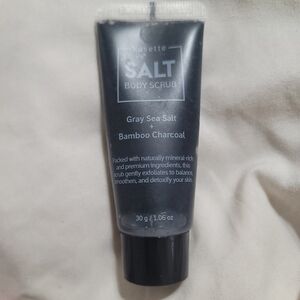 SALT
BODY SCRUB
Gray Sea Salt
+
Bamboo Charcoal
Packed with naturally mineral-rich
and premium ingredients, this
scrub gently exfoliates to balance,
smoothen, and detoxify your skin.
30 g / 1.06 oz